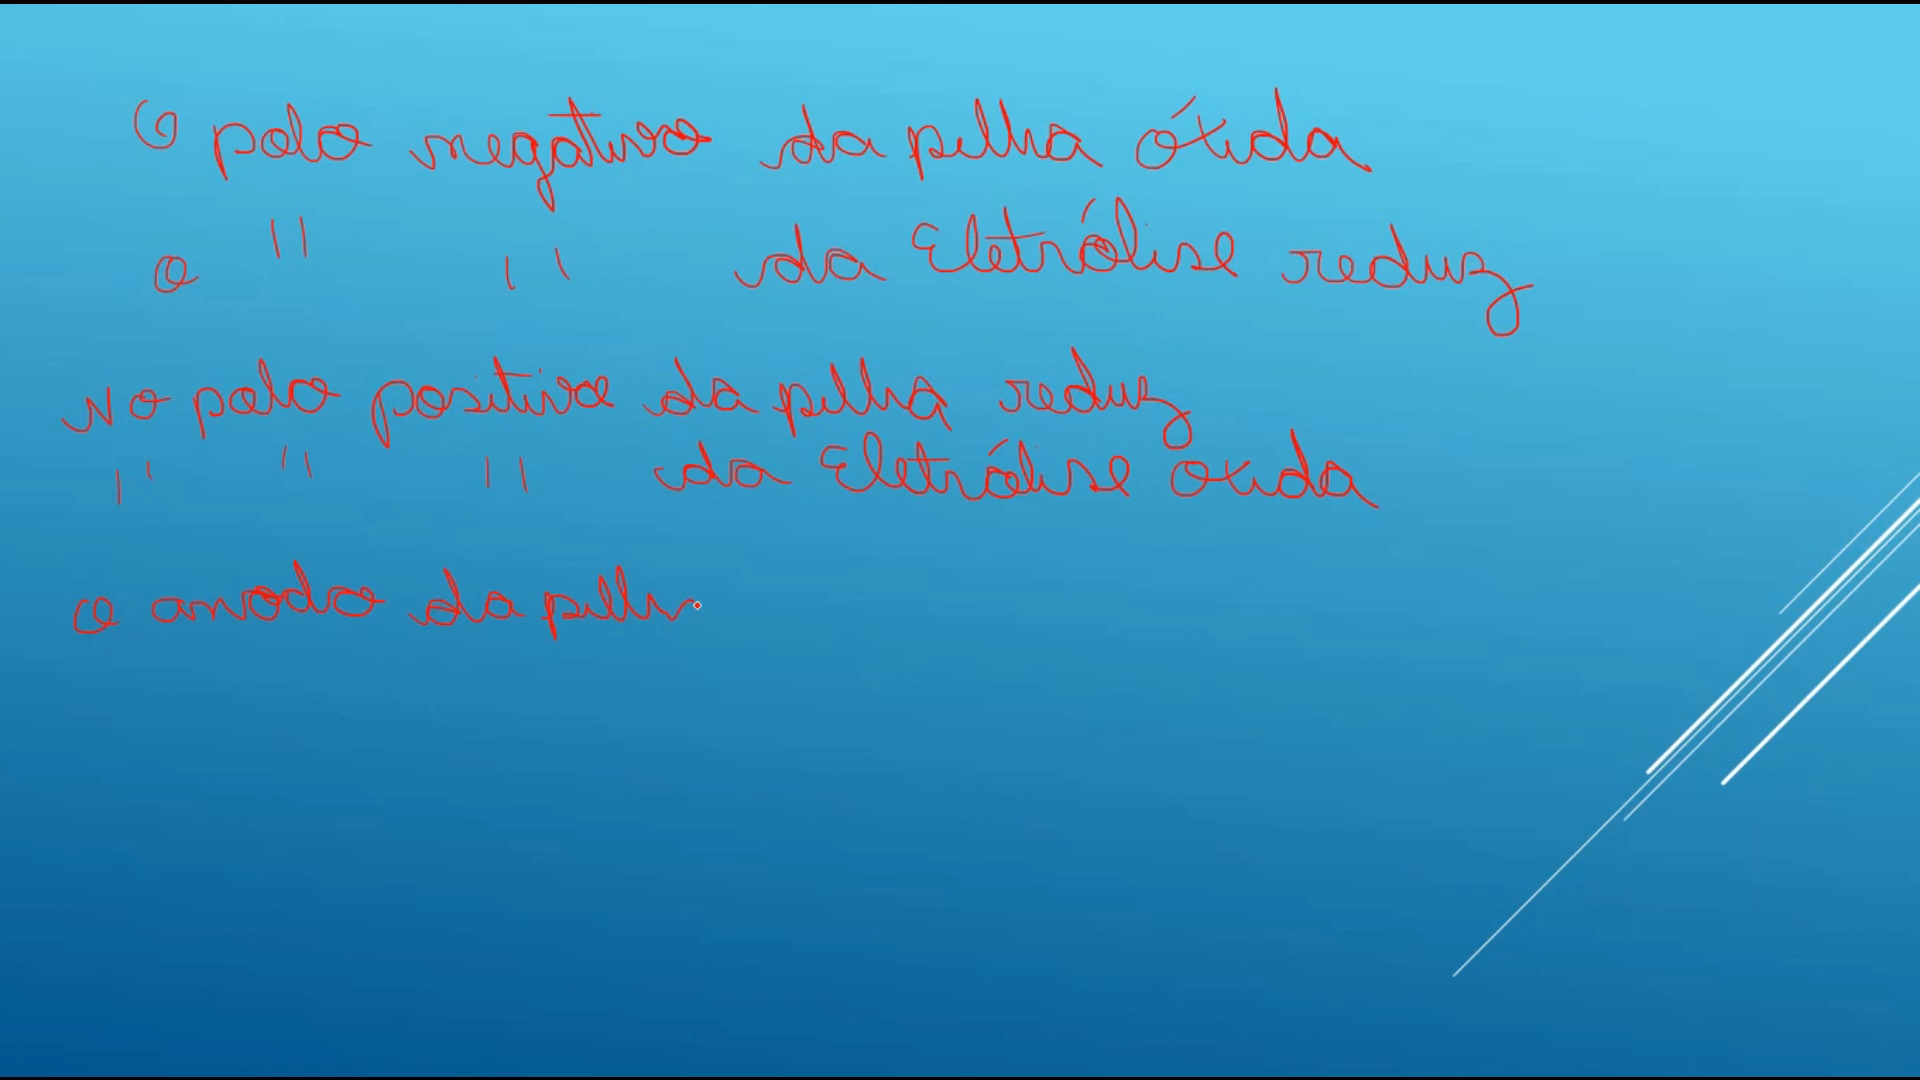 O polo negativo da pilha óxida
o " " da Eletrólise reduz
No polo positivo da pilha reduz
" " " da Eletrólise oxida
O anodo da pilh